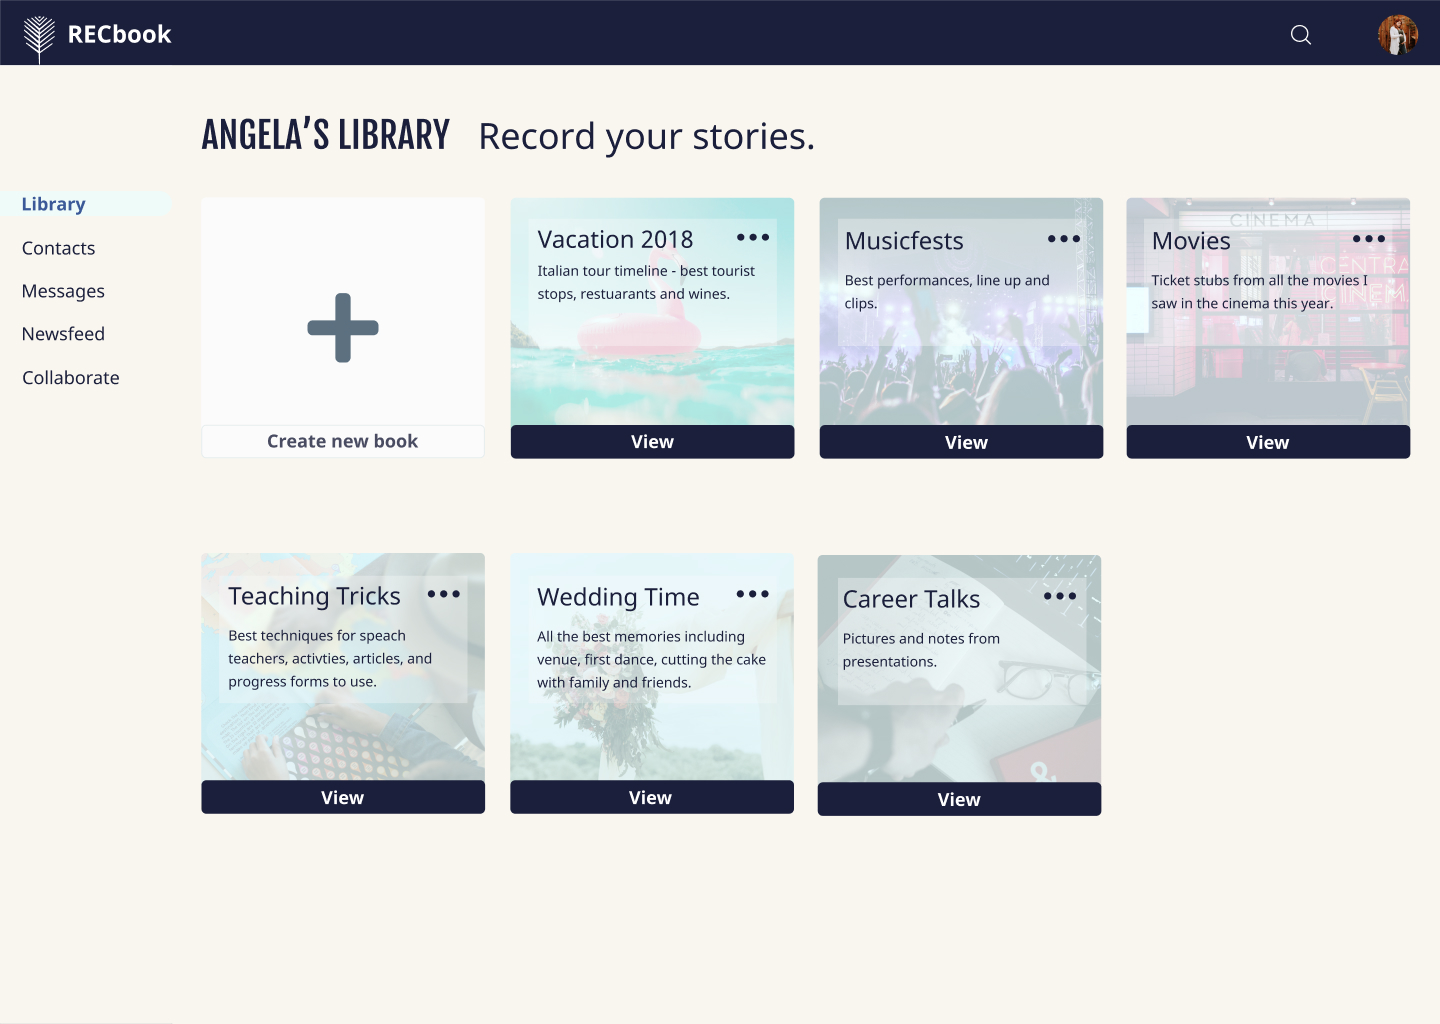 RECbook
ANGELA’S LIBRARY Record your stories.
Library
Contacts
Messages
Newsfeed
Collaborate
Create new book
Vacation 2018
Italian tour timeline - best tourist
stops, restuarants and wines.
View
Musicfests
Best performances, line up and
clips.
View
CINEMA
Movies
CENTRA
CINEM
Ticket stubs from all the movies I
saw in the cinema this year.
View
Teaching Tricks
Best techniques for speach
teachers, activties, articles, and
progress forms to use.
View
Wedding Time
All the best memories including
venue, first dance, cutting the cake
with family and friends.
View
Career Talks
Pictures and notes from
presentations.
&
View